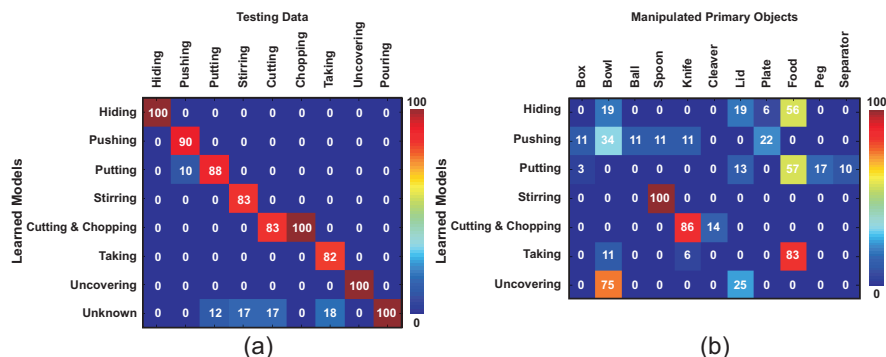 Testing Data
Hiding Pushing Putting Stirring Cutting Chopping Taking Uncovering Pouring
Learned Models
Hiding 100 0 0 0 0 0 0 0 0
Pushing 0 90 0 0 0 0 0 0 0
Putting 0 10 88 0 0 0 0 0 0
Stirring 0 0 0 83 0 0 0 0 0
Cutting & Chopping 0 0 0 0 83 100 0 0 0
Taking 0 0 0 0 0 0 82 0 0
Uncovering 0 0 0 0 0 0 0 100 0
Unknown 0 0 12 17 17 0 18 0 100
100
0
(a)
Manipulated Primary Objects
Box Bowl Ball Spoon Knife Cleaver Lid Plate Food Peg Separator
Learned Models
Hiding 0 19 0 0 0 0 19 6 56 0 0
Pushing 11 34 11 11 11 0 0 22 0 0 0
Putting 3 0 0 0 0 0 13 0 57 17 10
Stirring 0 0 0 100 0 0 0 0 0 0 0
Cutting & Chopping 0 0 0 0 86 14 0 0 0 0 0
Taking 0 11 0 0 6 0 0 0 83 0 0
Uncovering 0 75 0 0 0 0 25 0 0 0 0
100
0
(b)